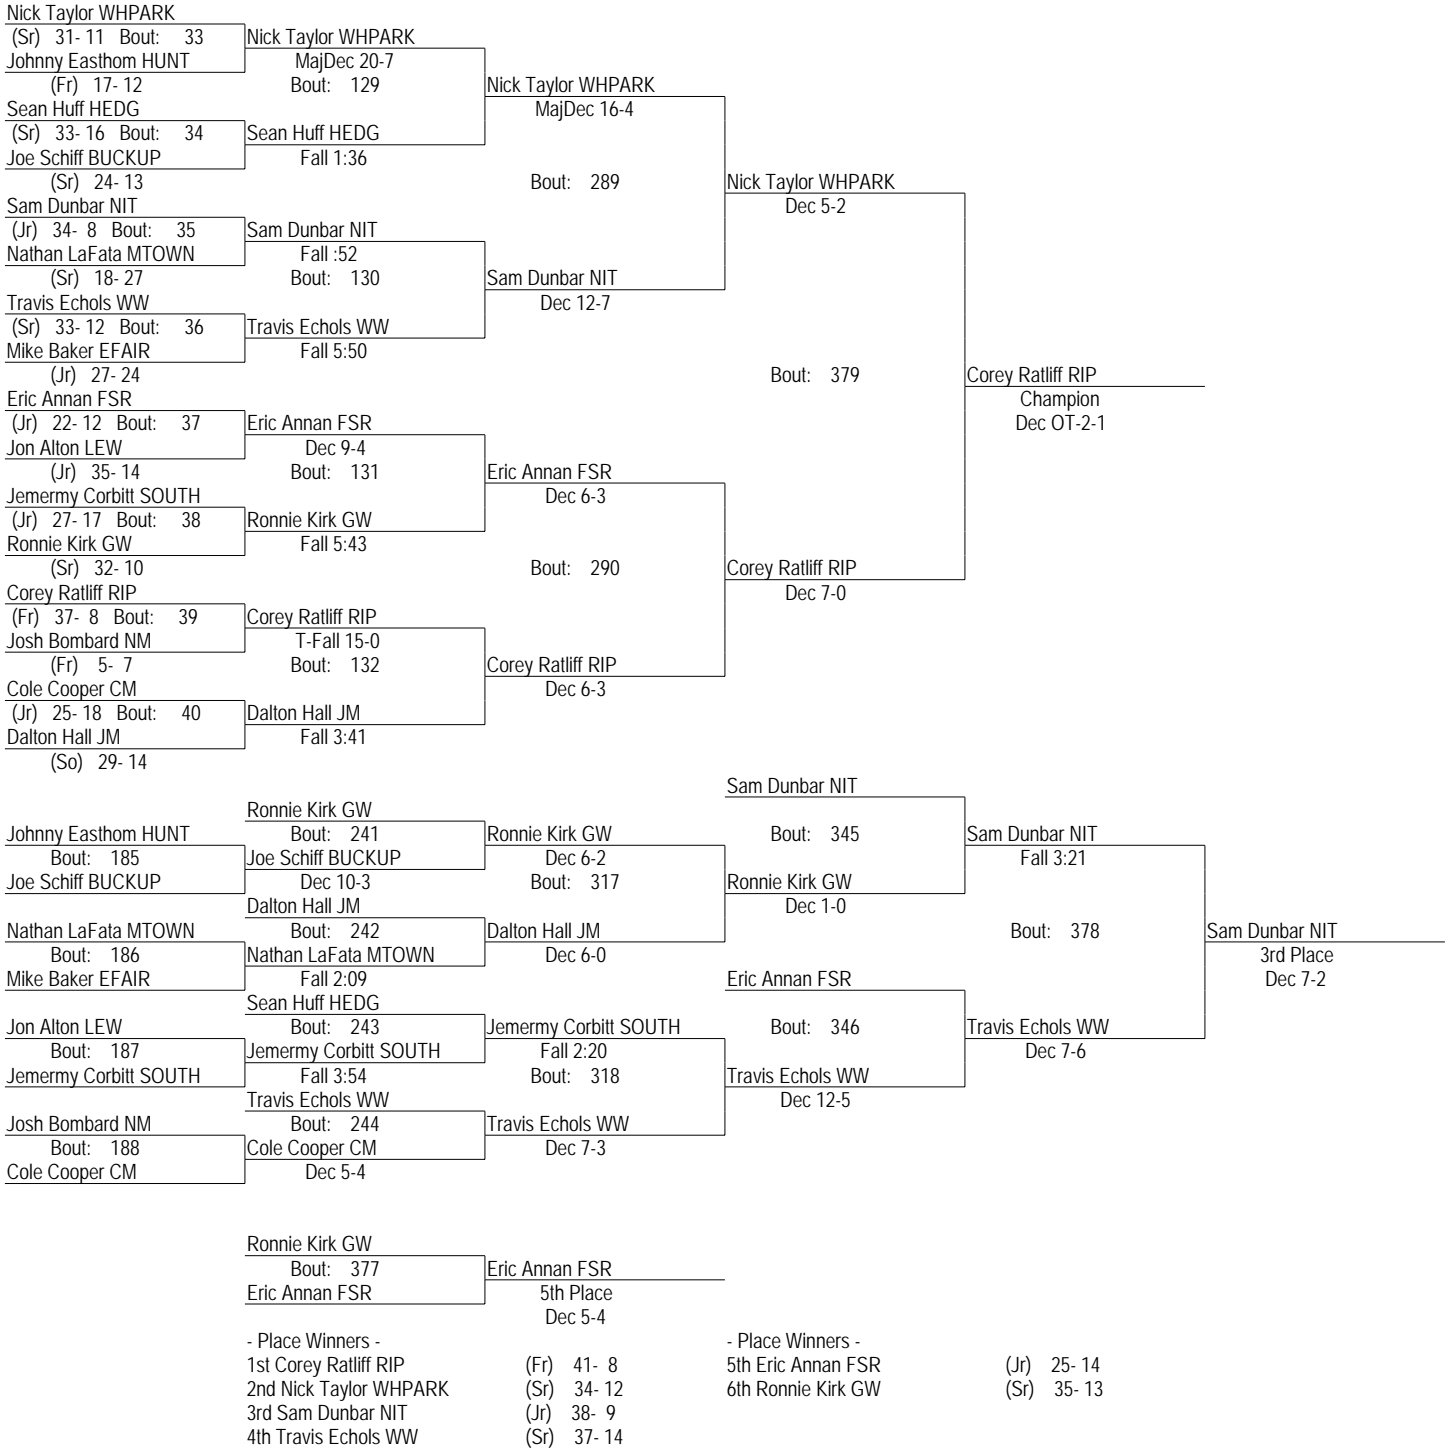 Nick Taylor WHPARK
(Sr) 31- 11 Bout: 33 Nick Taylor WHPARK
Johnny Easthom HUNT MajDec 20-7
(Fr) 17- 12 Bout: 129 Nick Taylor WHPARK
Sean Huff HEDG MajDec 16-4
(Sr) 33- 16 Bout: 34 Sean Huff HEDG
Joe Schiff BUCKUP Fall 1:36
(Sr) 24- 13 Bout: 289 Nick Taylor WHPARK
Sam Dunbar NIT Dec 5-2
(Jr) 34- 8 Bout: 35 Sam Dunbar NIT
Nathan LaFata MTOWN Fall :52
(Sr) 18- 27 Bout: 130 Sam Dunbar NIT
Travis Echols WW Dec 12-7
(Sr) 33- 12 Bout: 36 Travis Echols WW
Mike Baker EFAIR Fall 5:50
(Jr) 27- 24 Bout: 379 Corey Ratliff RIP
Eric Annan FSR Champion
(Jr) 22- 12 Bout: 37 Eric Annan FSR Dec OT-2-1
Jon Alton LEW Dec 9-4
(Jr) 35- 14 Bout: 131 Eric Annan FSR
Jemermy Corbitt SOUTH Dec 6-3
(Jr) 27- 17 Bout: 38 Ronnie Kirk GW
Ronnie Kirk GW Fall 5:43
(Sr) 32- 10 Bout: 290 Corey Ratliff RIP
Corey Ratliff RIP Dec 7-0
(Fr) 37- 8 Bout: 39 Corey Ratliff RIP
Josh Bombard NM T-Fall 15-0
(Fr) 5- 7 Bout: 132 Corey Ratliff RIP
Cole Cooper CM Dec 6-3
(Jr) 25- 18 Bout: 40 Dalton Hall JM
Dalton Hall JM Fall 3:41
(So) 29- 14
Sam Dunbar NIT
Ronnie Kirk GW
Johnny Easthom HUNT Bout: 241 Ronnie Kirk GW Bout: 345 Sam Dunbar NIT
Bout: 185 Joe Schiff BUCKUP Dec 6-2 Fall 3:21
Joe Schiff BUCKUP Dec 10-3 Bout: 317 Ronnie Kirk GW
Dalton Hall JM Dec 1-0
Nathan LaFata MTOWN Bout: 242 Dalton Hall JM Bout: 378 Sam Dunbar NIT
Bout: 186 Nathan LaFata MTOWN Dec 6-0 3rd Place
Mike Baker EFAIR Fall 2:09 Eric Annan FSR Dec 7-2
Sean Huff HEDG
Jon Alton LEW Bout: 243 Jemermy Corbitt SOUTH Bout: 346 Travis Echols WW
Bout: 187 Jemermy Corbitt SOUTH Fall 2:20 Dec 7-6
Jemermy Corbitt SOUTH Fall 3:54 Bout: 318 Travis Echols WW
Travis Echols WW Dec 12-5
Josh Bombard NM Bout: 244 Travis Echols WW
Bout: 188 Cole Cooper CM Dec 7-3
Cole Cooper CM Dec 5-4
Ronnie Kirk GW
Bout: 377 Eric Annan FSR
Eric Annan FSR 5th Place
Dec 5-4
- Place Winners - - Place Winners -
1st Corey Ratliff RIP (Fr) 41- 8 5th Eric Annan FSR (Jr) 25- 14
2nd Nick Taylor WHPARK (Sr) 34- 12 6th Ronnie Kirk GW (Sr) 35- 13
3rd Sam Dunbar NIT (Jr) 38- 9
4th Travis Echols WW (Sr) 37- 14